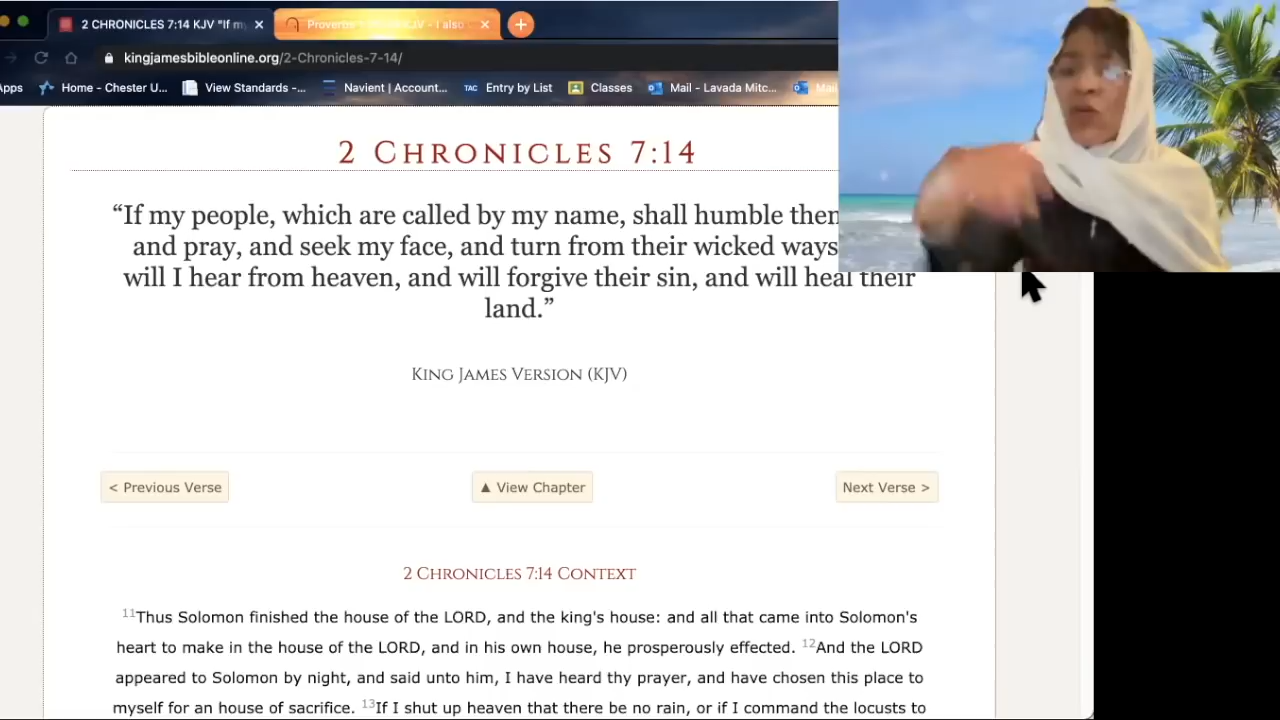 2 CHRONICLES 7:14 KJV "If my
Proverbs KJV - I also
kingjamesbibleonline.org/2-Chronicles-7-14/
pps Home - Chester U... View Standards -... Navient | Account... TAC Entry by List Classes Mail - Lavada Mitc... Mail
2 CHRONICLES 7:14
“If my people, which are called by my name, shall humble them
and pray, and seek my face, and turn from their wicked ways
will I hear from heaven, and will forgive their sin, and will heal their
land.”
KING JAMES VERSION (KJV)
< Previous Verse ▲ View Chapter Next Verse >
2 CHRONICLES 7:14 CONTEXT
11Thus Solomon finished the house of the LORD, and the king's house: and all that came into Solomon's
heart to make in the house of the LORD, and in his own house, he prosperously effected. 12And the LORD
appeared to Solomon by night, and said unto him, I have heard thy prayer, and have chosen this place to
myself for an house of sacrifice. 13If I shut up heaven that there be no rain, or if I command the locusts to